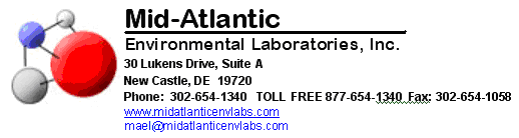 Mid-Atlantic
Environmental Laboratories, Inc.
30 Lukens Drive, Suite A
New Castle, DE 19720
Phone: 302-654-1340 TOLL FREE 877-654-1340 Fax: 302-654-1058
www.midatlanticenvlabs.com
mael@midatlanticenvlabs.com